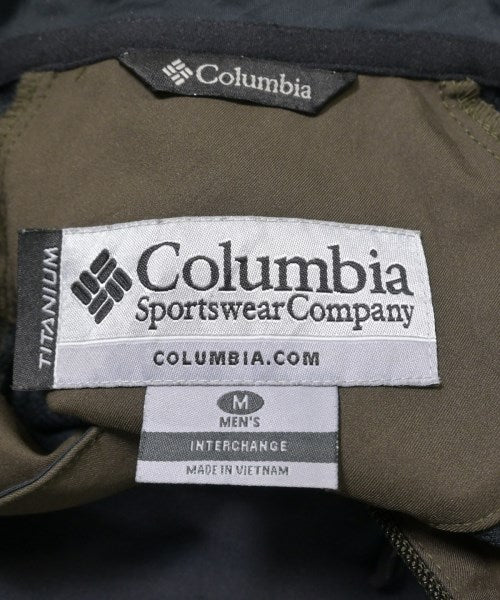 Columbia
TITANIUM
Columbia
Sportswear Company
COLUMBIA.COM
M
MEN'S
INTERCHANGE
MADE IN VIETNAM